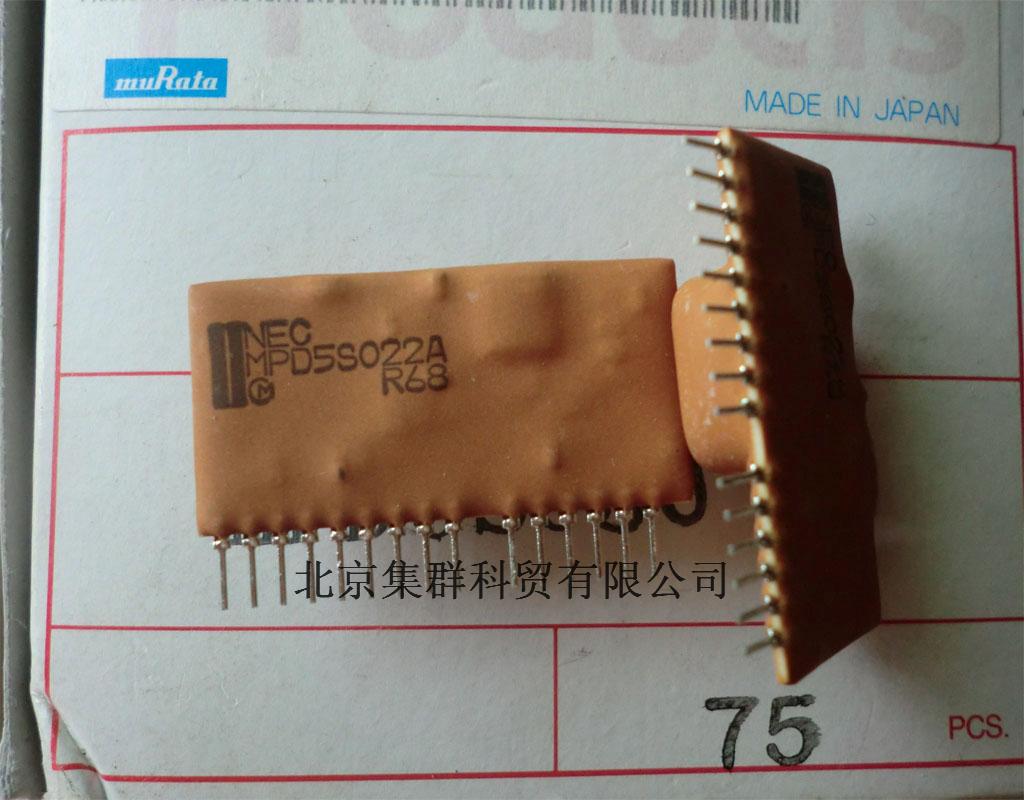 Products
muRata
MADE IN JAPAN
NEC
MPD5S022A
R68
北京集群科贸有限公司
75
PCS.